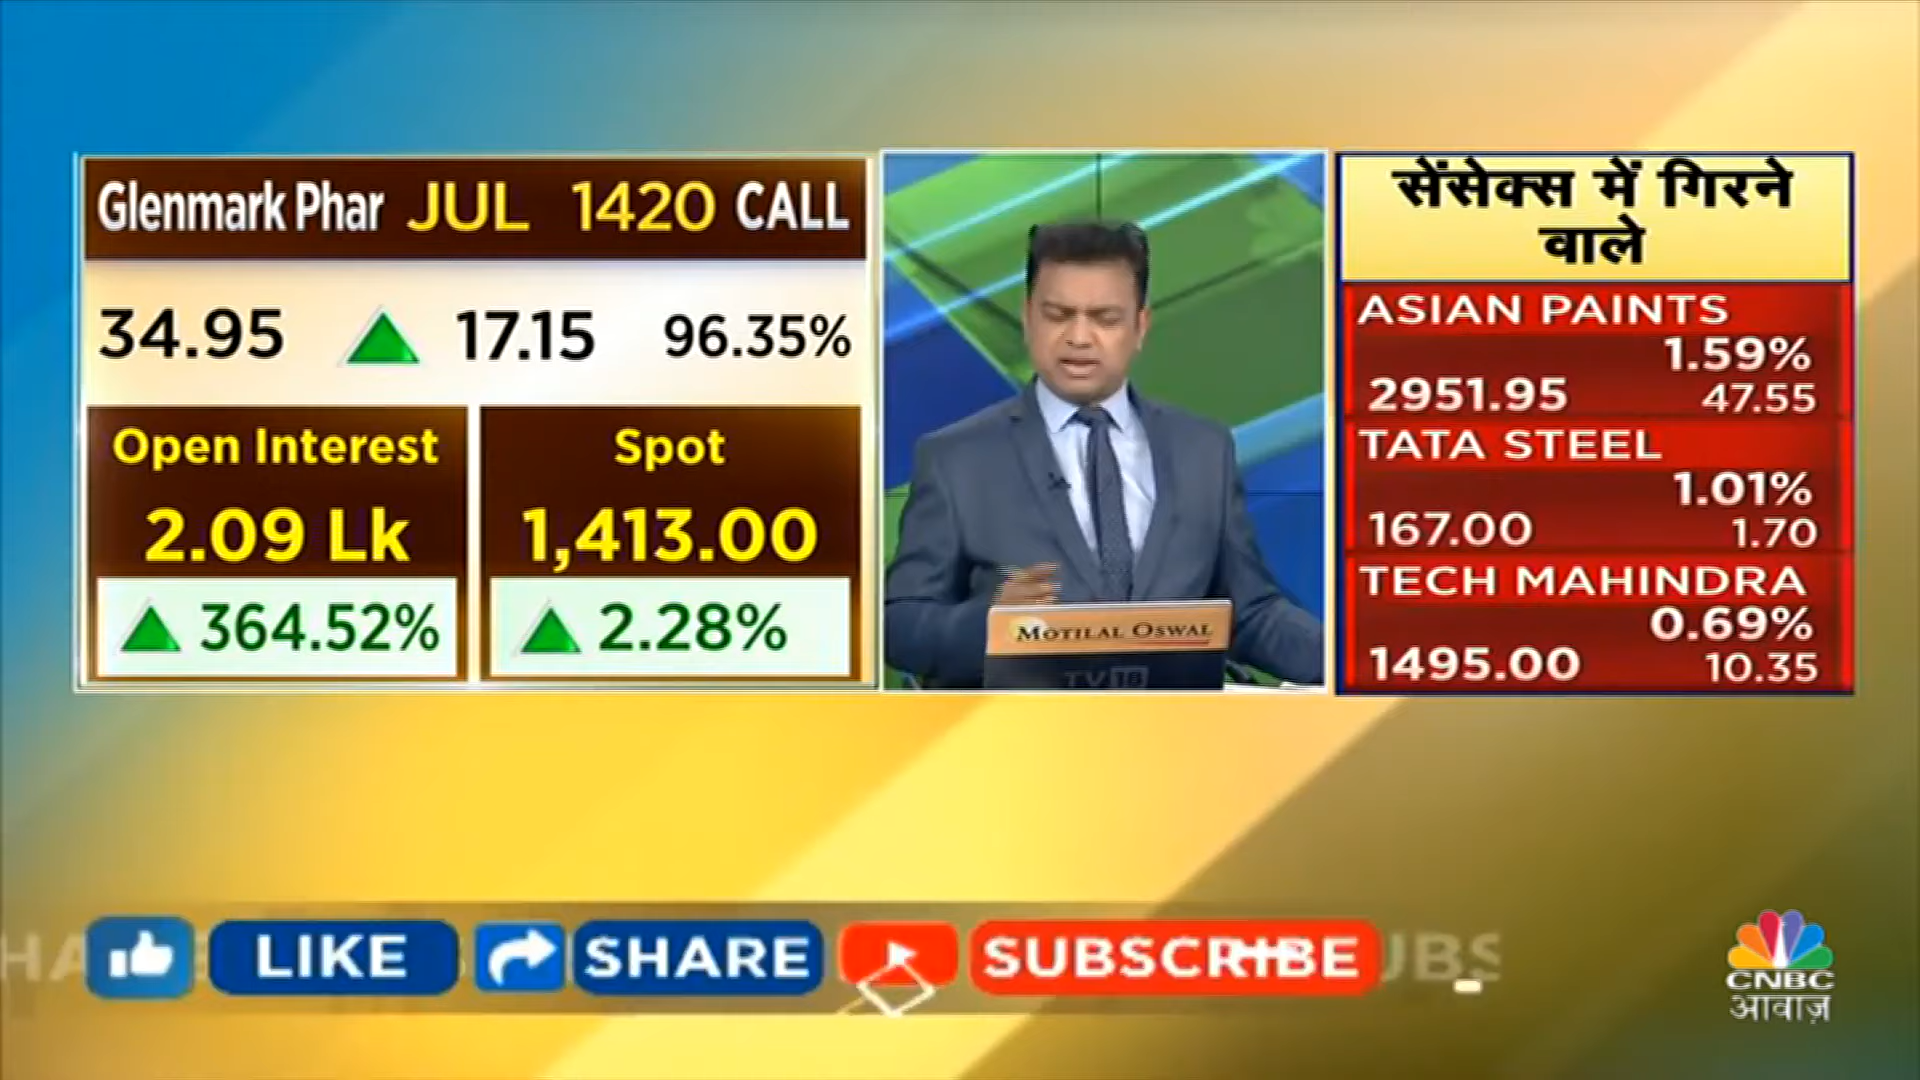 Glenmark Phar JUL 1420 CALL
34.95 17.15 96.35%
Open Interest
2.09 Lk
364.52%
Spot
1,413.00
2.28%
MOTILAL OSWAL
TV18
सेंसेक्स में गिरने
वाले
ASIAN PAINTS
1.59%
2951.95 47.55
TATA STEEL
1.01%
167.00 1.70
TECH MAHINDRA
0.69%
1495.00 10.35
LIKE SHARE SUBSCRIBE
CNBC
आवाज़